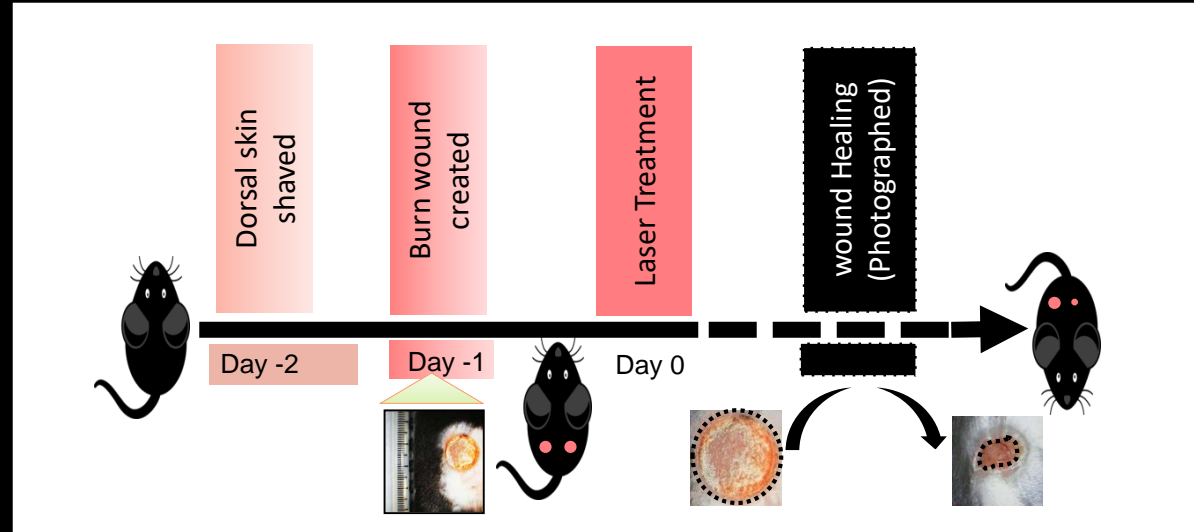 Dorsal skin
shaved
Burn wound
created
Laser Treatment
wound Healing
(Photographed)
Day -2
Day -1
Day 0